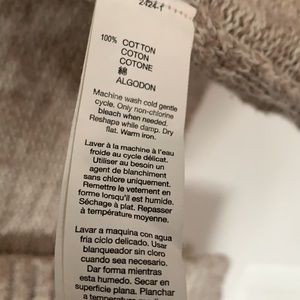 2424-1
100% COTTON
COTON
COTONE
綿
ALGODON
Machine wash cold gentle
cycle. Only non-chlorine
bleach when needed.
Reshape while damp. Dry
flat. Warm iron.
Laver à la machine à l'eau
froide au cycle délicat.
Utiliser au besoin un
agent de blanchiment
sans chlore uniquement.
Remettre le vetement en
forme lorsqu'il est humide.
Séchage à plat. Repasser
à température moyenne.
Lavar a maquina con agua
fria ciclo delicado. Usar
blanqueador sin cloro
cuando sea necesario.
Dar forma mientras
esta humedo. Secar en
superficie plana. Planchar
a temperatura